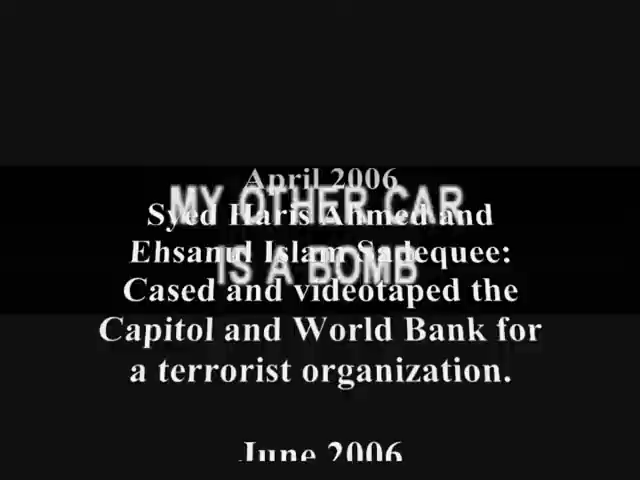 April 2006
MY OTHER CAR
Syed Haris Ahmed and
Ehsanul Islam Sadequee:
IS A BOMB
Cased and videotaped the
Capitol and World Bank for
a terrorist organization.
June 2006